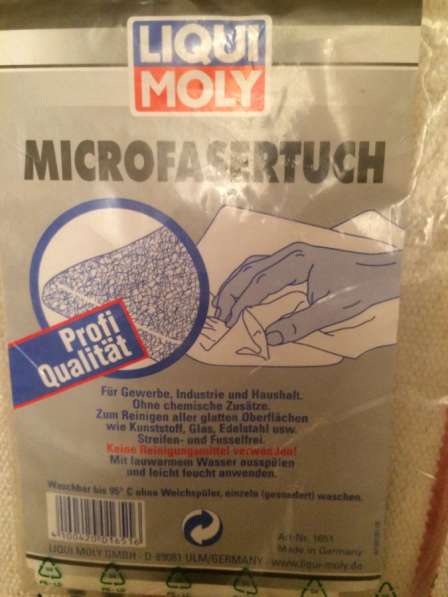 LIQUI
MOLY
MICROFASERTUCH
Profi
Qualität
Für Gewerbe, Industrie und Haushalt.
Ohne chemische Zusätze.
Zum Reinigen aller glatten Oberflächen
wie Kunststoff, Glas, Edelstahl usw.
Streifen- und Fusselfrei.
Keine Reinigungsmittel verwenden!
Mit lauwarmem Wasser ausspülen
und leicht feucht anwenden.
Waschbar bis 95° C ohne Weichspüler, einzeln (gesondert) waschen.
4 100420 016516
Art-Nr. 1651
Made in Germany
LIQUI MOLY GMBH · D-89081 ULM/GERMANY
www.liqui-moly.de